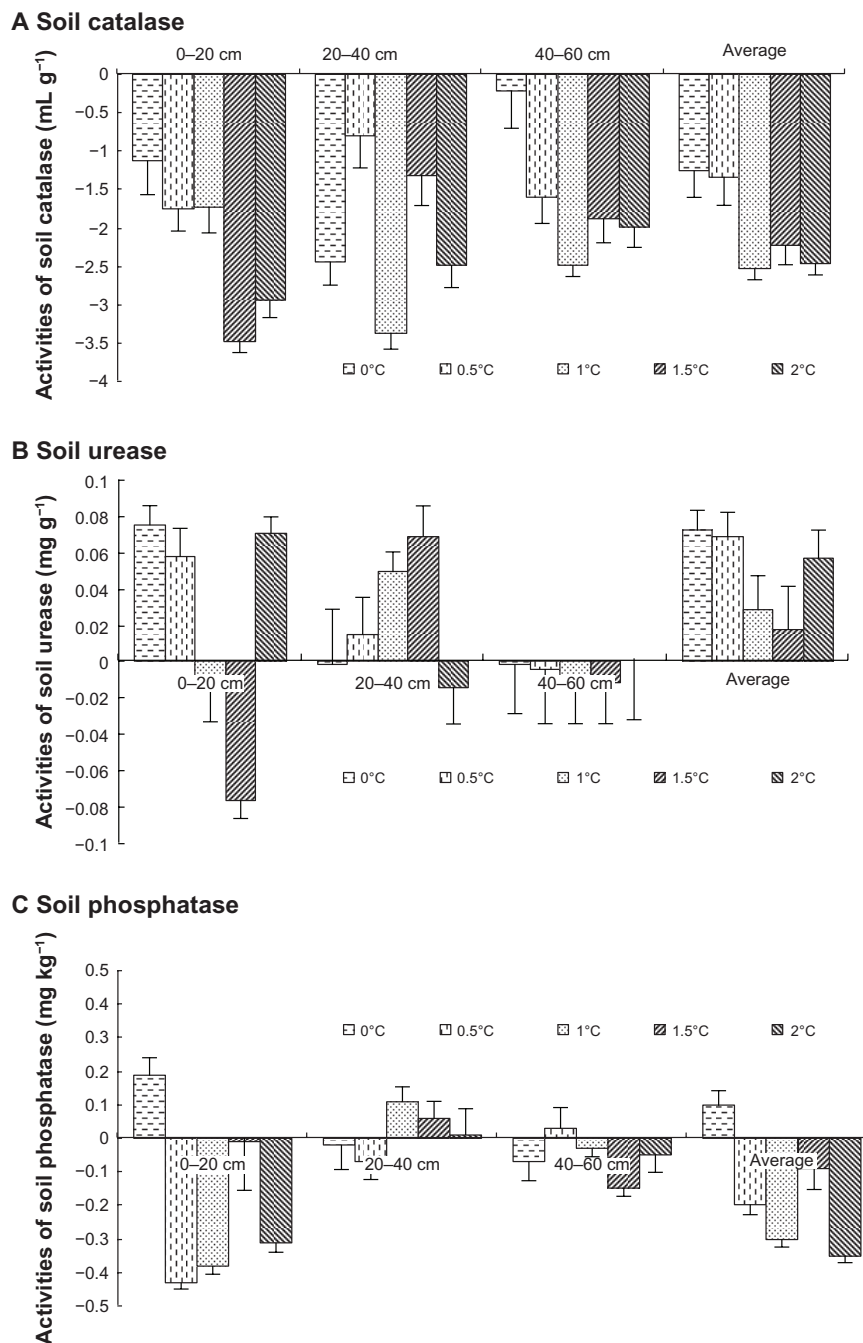 A Soil catalase
Activities of soil catalase (mL g⁻¹)
0–20 cm 20–40 cm 40–60 cm Average
0
−0.5
−1
−1.5
−2
−2.5
−3
−3.5
−4
0°C 0.5°C 1°C 1.5°C 2°C
B Soil urease
Activities of soil urease (mg g⁻¹)
0.1
0.08
0.06
0.04
0.02
0
−0.02
−0.04
−0.06
−0.08
−0.1
0–20 cm 20–40 cm 40–60 cm Average
0°C 0.5°C 1°C 1.5°C 2°C
C Soil phosphatase
Activities of soil phosphatase (mg kg⁻¹)
0.5
0.4
0.3
0.2
0.1
0
−0.1
−0.2
−0.3
−0.4
−0.5
0°C 0.5°C 1°C 1.5°C 2°C
0–20 cm 20–40 cm 40–60 cm Average